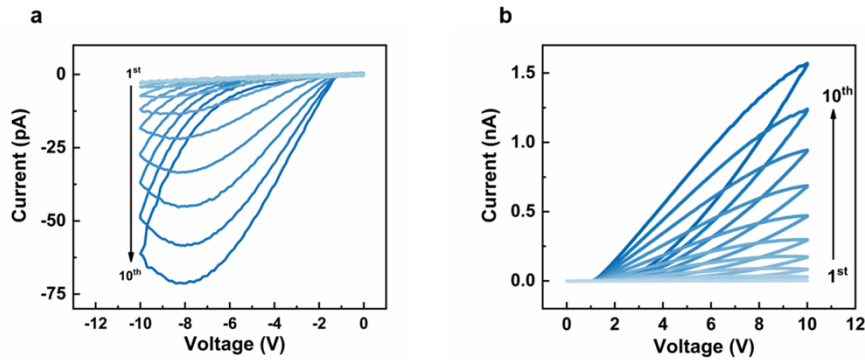 a
1st
10th
0
-25
-50
-75
Current (pA)
-12 -10 -8 -6 -4 -2 0
Voltage (V)
b
10th
1st
1.5
1.0
0.5
0.0
Current (nA)
0 2 4 6 8 10 12
Voltage (V)